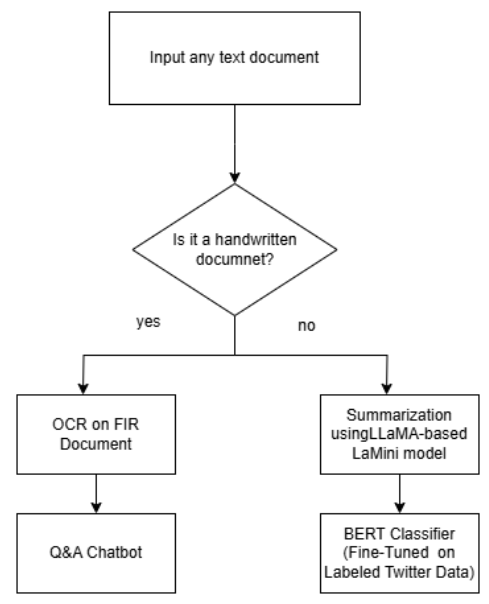 Input any text document
Is it a handwritten
documnet?
yes
no
OCR on FIR
Document
Summarization
usingLLaMA-based
LaMini model
Q&A Chatbot
BERT Classifier
(Fine-Tuned on
Labeled Twitter Data)